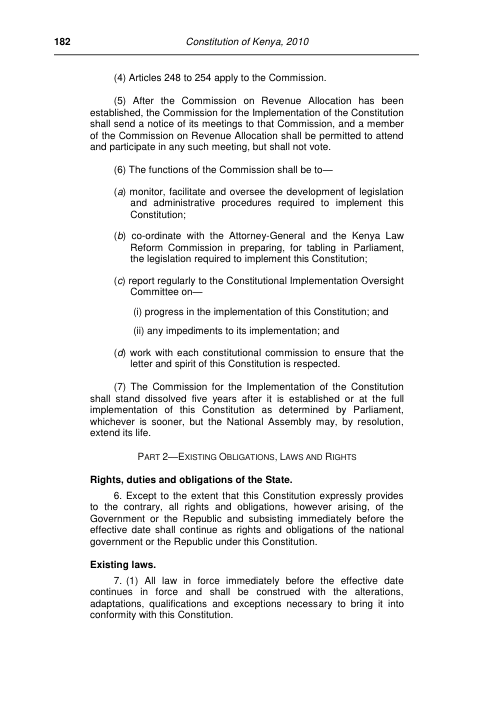 182
Constitution of Kenya, 2010
(4) Articles 248 to 254 apply to the Commission.
(5) After the Commission on Revenue Allocation has been
established, the Commission for the Implementation of the Constitution
shall send a notice of its meetings to that Commission, and a member
of the Commission on Revenue Allocation shall be permitted to attend
and participate in any such meeting, but shall not vote.
(6) The functions of the Commission shall be to—
(a) monitor, facilitate and oversee the development of legislation
and administrative procedures required to implement this
Constitution;
(b) co-ordinate with the Attorney-General and the Kenya Law
Reform Commission in preparing, for tabling in Parliament,
the legislation required to implement this Constitution;
(c) report regularly to the Constitutional Implementation Oversight
Committee on—
(i) progress in the implementation of this Constitution; and
(ii) any impediments to its implementation; and
(d) work with each constitutional commission to ensure that the
letter and spirit of this Constitution is respected.
(7) The Commission for the Implementation of the Constitution
shall stand dissolved five years after it is established or at the full
implementation of this Constitution as determined by Parliament,
whichever is sooner, but the National Assembly may, by resolution,
extend its life.
PART 2—EXISTING OBLIGATIONS, LAWS AND RIGHTS
Rights, duties and obligations of the State.
6. Except to the extent that this Constitution expressly provides
to the contrary, all rights and obligations, however arising, of the
Government or the Republic and subsisting immediately before the
effective date shall continue as rights and obligations of the national
government or the Republic under this Constitution.
Existing laws.
7. (1) All law in force immediately before the effective date
continues in force and shall be construed with the alterations,
adaptations, qualifications and exceptions necessary to bring it into
conformity with this Constitution.